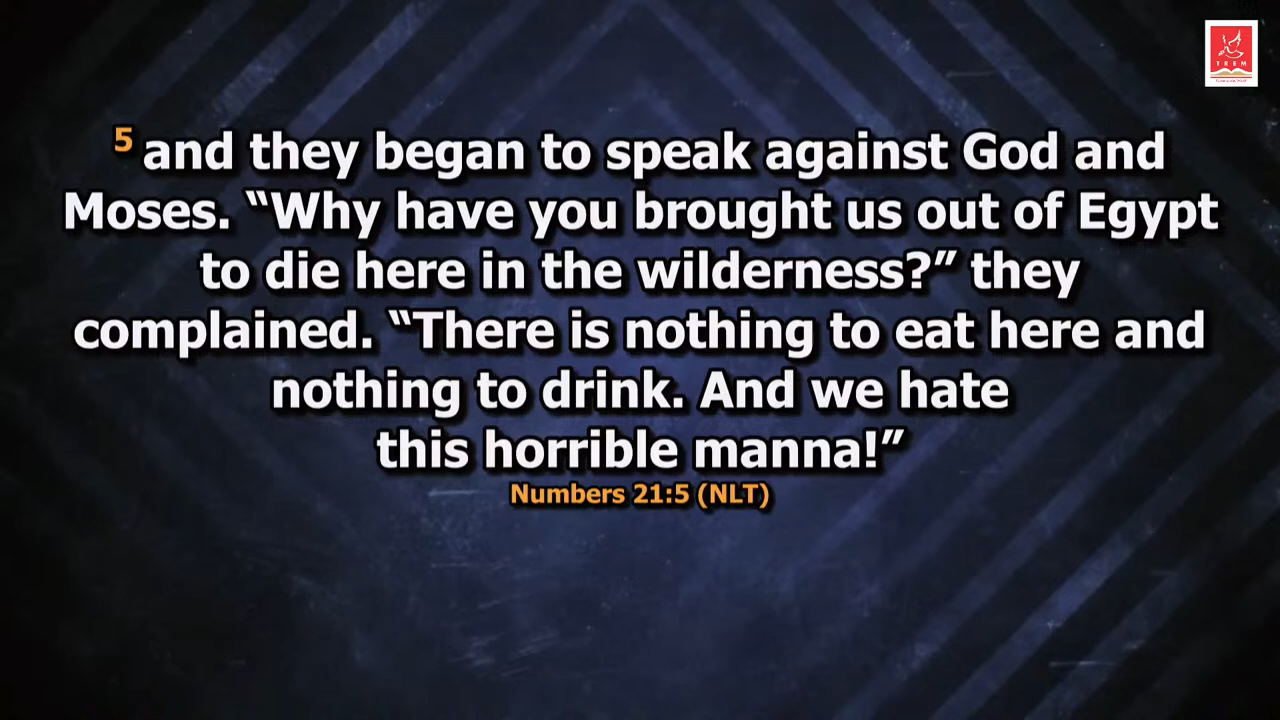 TREM
5 and they began to speak against God and
Moses. “Why have you brought us out of Egypt
to die here in the wilderness?” they
complained. “There is nothing to eat here and
nothing to drink. And we hate
this horrible manna!”
Numbers 21:5 (NLT)